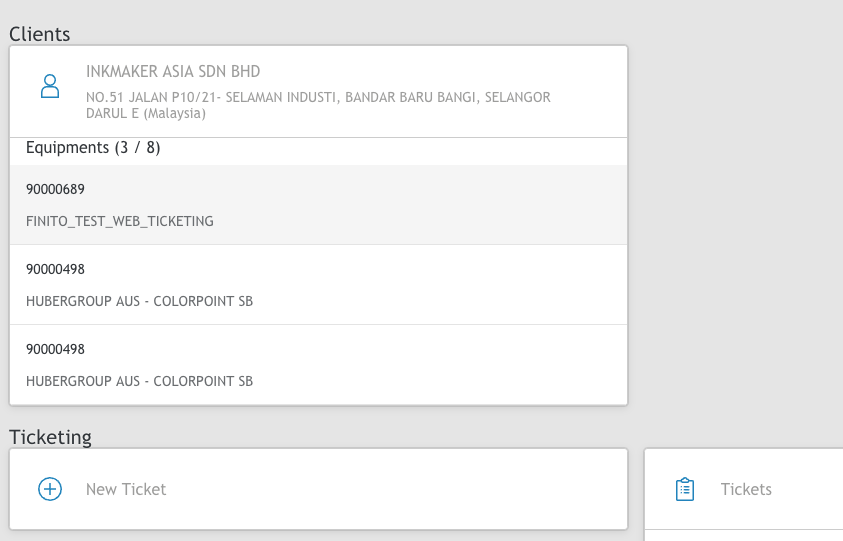 Clients
INKMAKER ASIA SDN BHD
NO.51 JALAN P10/21- SELAMAN INDUSTI, BANDAR BARU BANGI, SELANGOR
DARUL E (Malaysia)
Equipments (3 / 8)
90000689
FINITO_TEST_WEB_TICKETING
90000498
HUBERGROUP AUS - COLORPOINT SB
90000498
HUBERGROUP AUS - COLORPOINT SB
Ticketing
New Ticket
Tickets